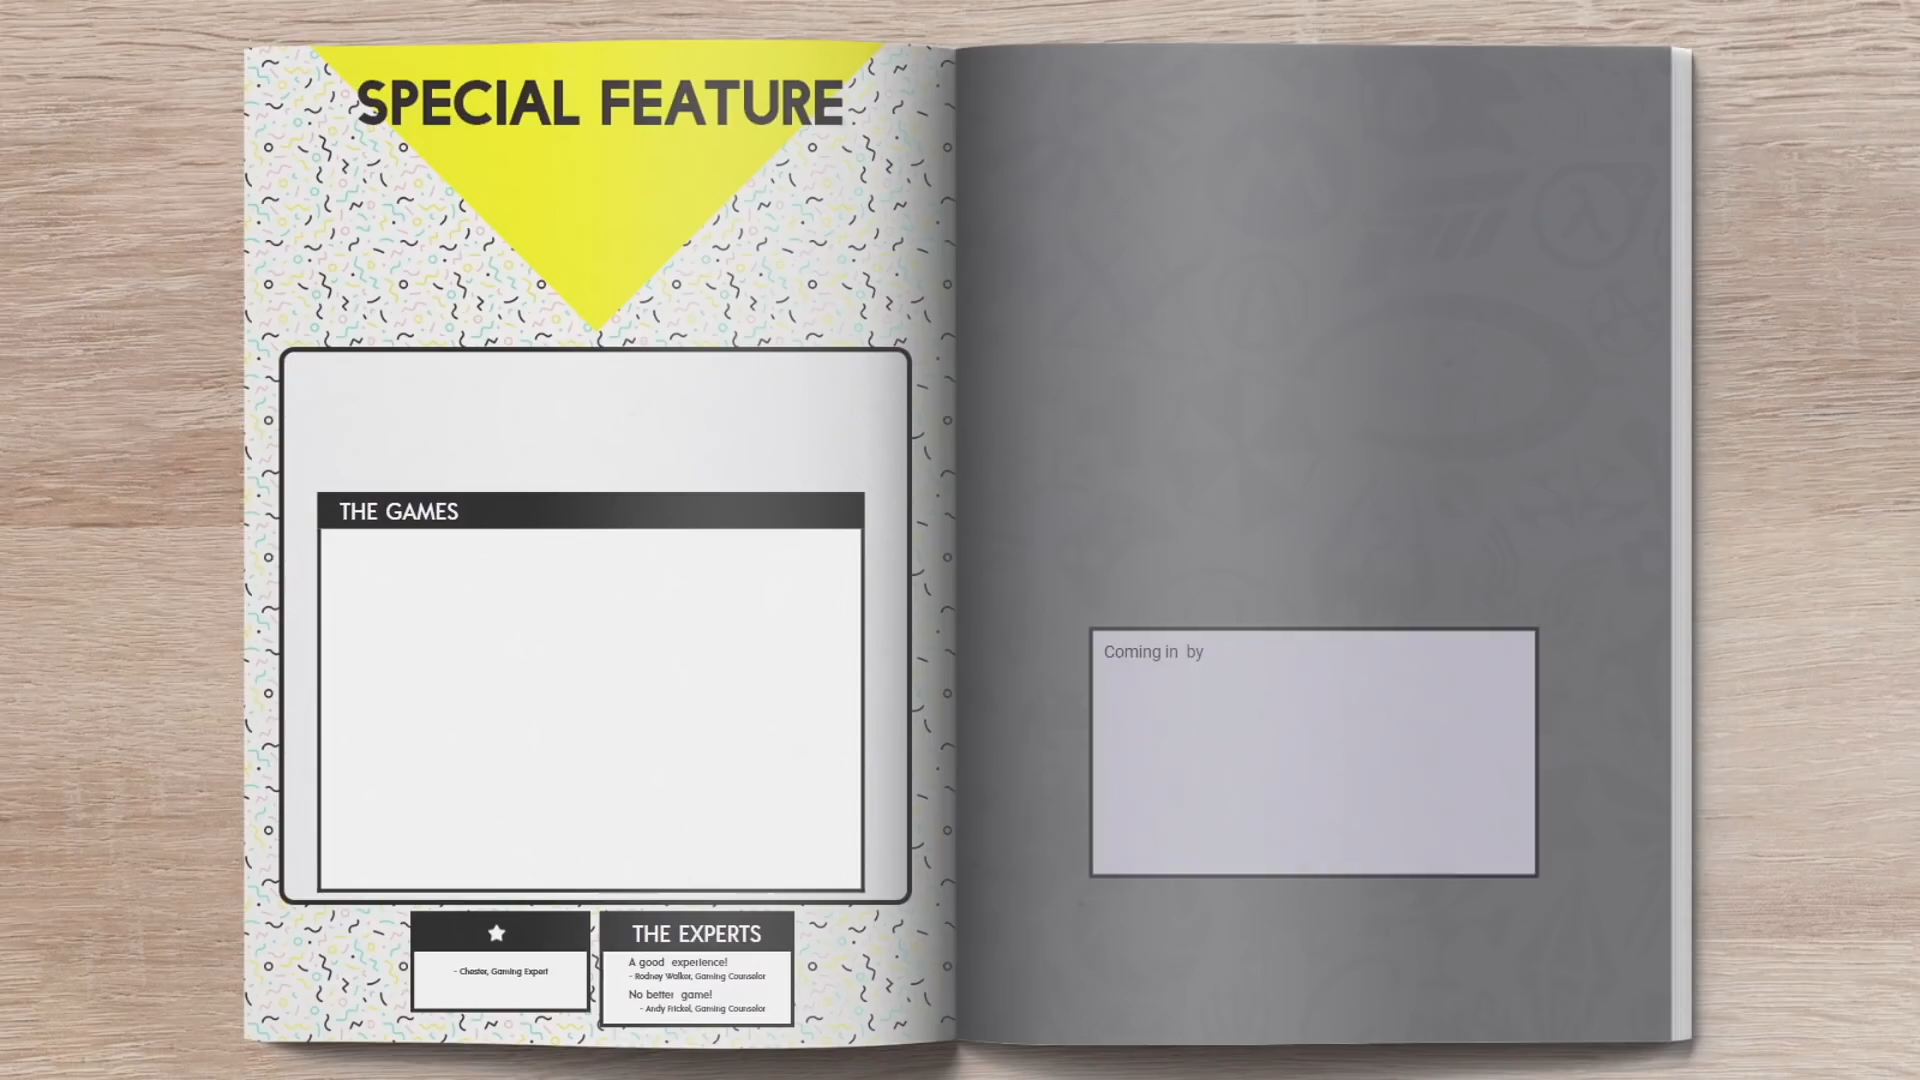 SPECIAL FEATURE
THE GAMES
- Chester, Gaming Expert
THE EXPERTS
A good experience!
- Rodney Walker, Gaming Counselor
No better game!
- Andy Frickel, Gaming Counselor
Coming in by